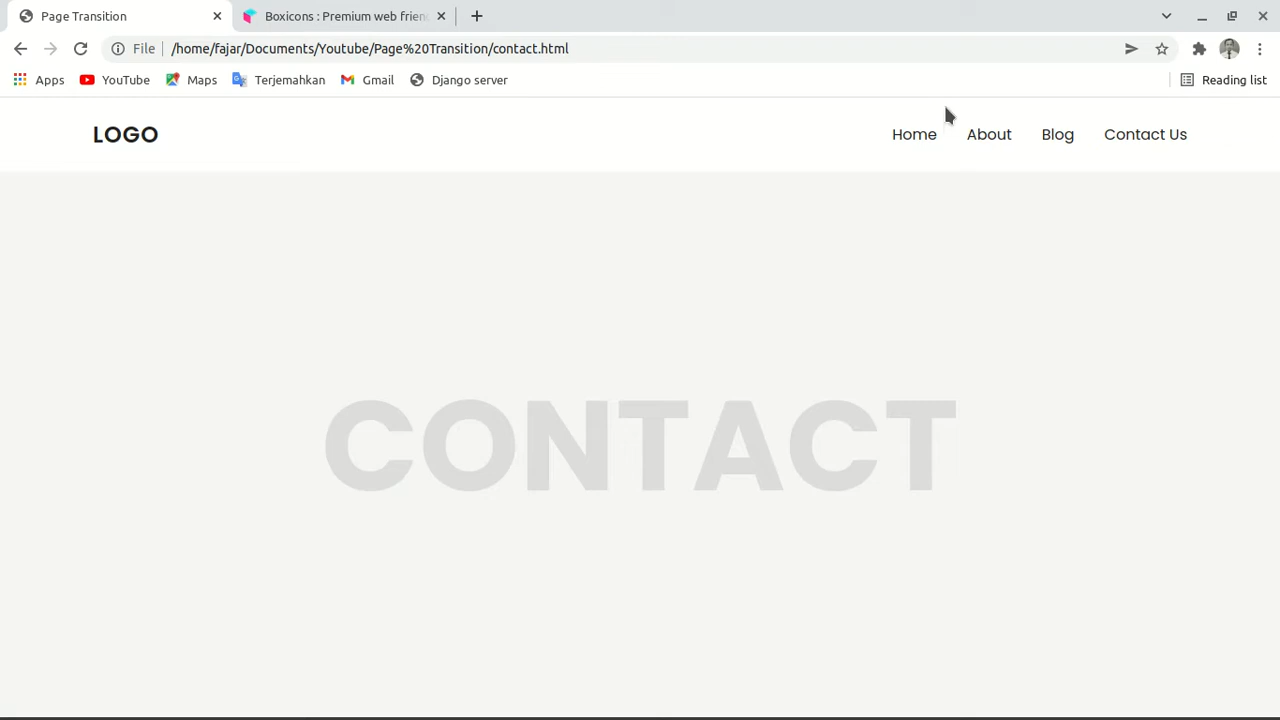 Page Transition
Boxicons : Premium web frien
File
/home/fajar/Documents/Youtube/Page%20Transition/contact.html
Apps YouTube Maps Terjemahkan Gmail Django server Reading list
LOGO Home About Blog Contact Us
CONTACT